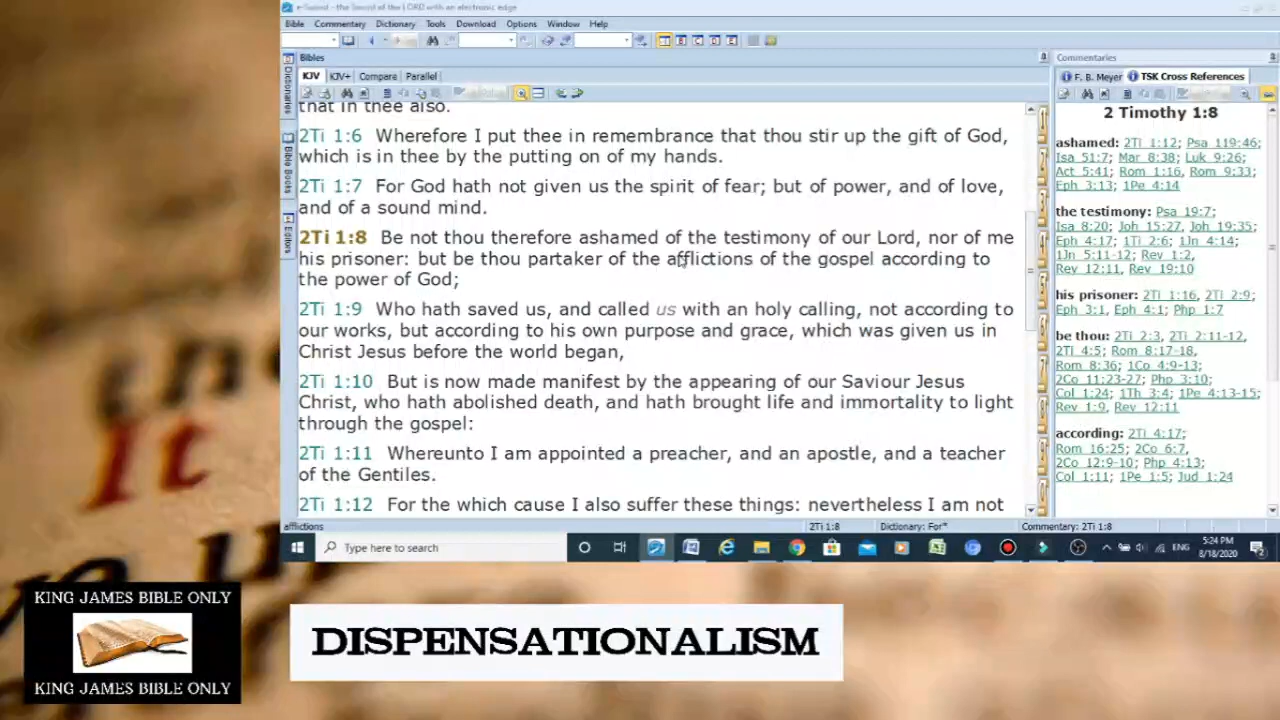 e-Sword - the Sword of the LORD with an electronic edge
Bible Commentary Dictionary Tools Download Options Window Help
Bibles
KJV KJV+ Compare Parallel
Dictionaries
Bible Books
Editors
that in thee also.
2Ti 1:6 Wherefore I put thee in remembrance that thou stir up the gift of God,
which is in thee by the putting on of my hands.
2Ti 1:7 For God hath not given us the spirit of fear; but of power, and of love,
and of a sound mind.
2Ti 1:8 Be not thou therefore ashamed of the testimony of our Lord, nor of me
his prisoner: but be thou partaker of the afflictions of the gospel according to
the power of God;
2Ti 1:9 Who hath saved us, and called us with an holy calling, not according to
our works, but according to his own purpose and grace, which was given us in
Christ Jesus before the world began,
2Ti 1:10 But is now made manifest by the appearing of our Saviour Jesus
Christ, who hath abolished death, and hath brought life and immortality to light
through the gospel:
2Ti 1:11 Whereunto I am appointed a preacher, and an apostle, and a teacher
of the Gentiles.
2Ti 1:12 For the which cause I also suffer these things: nevertheless I am not
Commentaries
F. B. Meyer TSK Cross References
2 Timothy 1:8
ashamed: 2Ti 1:12; Psa 119:46;
Isa 51:7; Mar 8:38; Luk 9:26;
Act 5:41; Rom 1:16; Rom 9:33;
Eph 3:13; 1Pe 4:14
the testimony: Psa 19:7;
Isa 8:20; Joh 15:27; Joh 19:35;
Eph 4:17; 1Ti 2:6; 1Jn 4:14;
1Jn 5:11-12; Rev 1:2;
Rev 12:11; Rev 19:10
his prisoner: 2Ti 1:16, 2Ti 2:9;
Eph 3:1, Eph 4:1; Php 1:7
be thou: 2Ti 2:3, 2Ti 2:11-12,
2Ti 4:5; Rom 8:17-18,
Rom 8:36; 1Co 4:9-13;
2Co 11:23-27; Php 3:10;
Col 1:24; 1Th 3:4; 1Pe 4:13-15;
Rev 1:9, Rev 12:11
according: 2Ti 4:17;
Rom 16:25; 2Co 6:7,
2Co 12:9-10; Php 4:13;
Col 1:11; 1Pe 1:5; Jud 1:24
afflictions 2Ti 1:8 Dictionary: For* Commentary: 2Ti 1:8
Type here to search
ENG
5:24 PM
8/18/2020
It
KING JAMES BIBLE ONLY
KING JAMES BIBLE ONLY
DISPENSATIONALISM